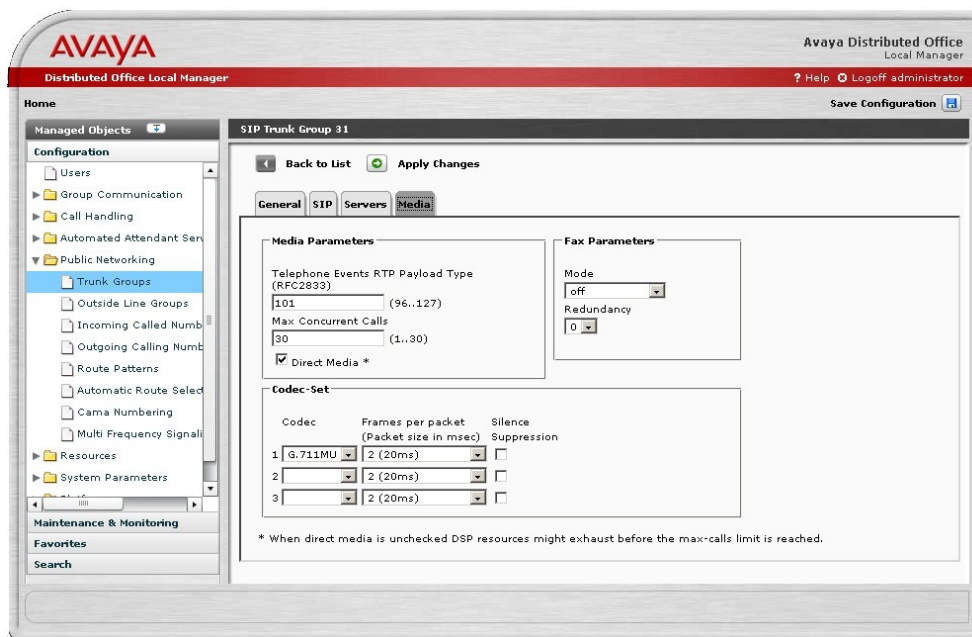 AVAYA
Avaya Distributed Office
Local Manager
Distributed Office Local Manager
? Help Logoff administrator
Home
Save Configuration
Managed Objects
SIP Trunk Group 31
Configuration
Users
Group Communication
Call Handling
Automated Attendant Serv
Public Networking
Trunk Groups
Outside Line Groups
Incoming Called Numb
Outgoing Calling Numb
Route Patterns
Automatic Route Select
Cama Numbering
Multi Frequency Signali
Resources
System Parameters
Maintenance & Monitoring
Favorites
Search
Back to List Apply Changes
General SIP Servers Media
Media Parameters
Telephone Events RTP Payload Type
(RFC2833)
101 (96..127)
Max Concurrent Calls
30 (1..30)
Direct Media *
Fax Parameters
Mode
off
Redundancy
0
Codec-Set
Codec Frames per packet Silence
(Packet size in msec) Suppression
1 G.711MU 2 (20ms)
2 2 (20ms)
3 2 (20ms)
* When direct media is unchecked DSP resources might exhaust before the max-calls limit is reached.